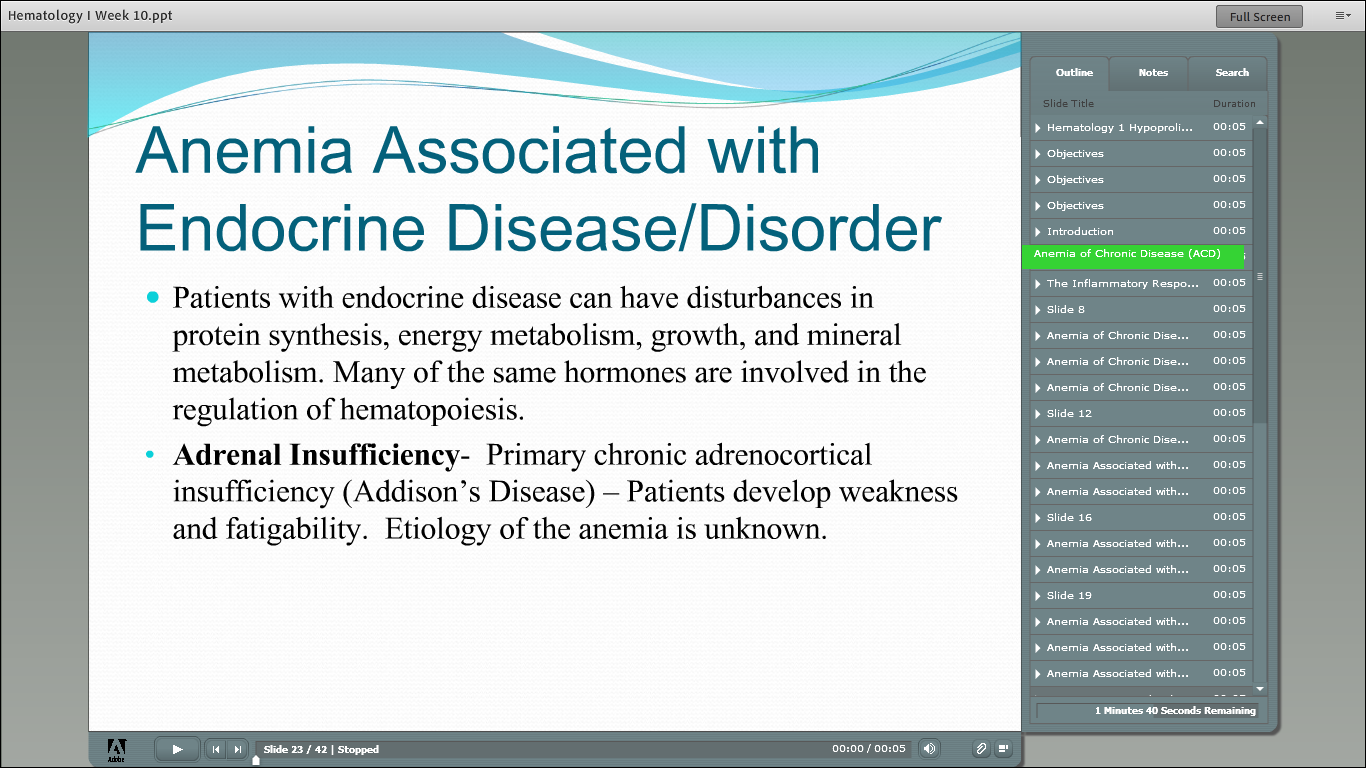 Hematology I Week 10.ppt
Full Screen
Anemia Associated with
Endocrine Disease/Disorder
Patients with endocrine disease can have disturbances in
protein synthesis, energy metabolism, growth, and mineral
metabolism. Many of the same hormones are involved in the
regulation of hematopoiesis.
Adrenal Insufficiency-  Primary chronic adrenocortical
insufficiency (Addison’s Disease) – Patients develop weakness
and fatigability.  Etiology of the anemia is unknown.
Outline Notes Search
Slide Title Duration
Hematology 1 Hypoproli... 00:05
Objectives 00:05
Objectives 00:05
Objectives 00:05
Introduction 00:05
Anemia of Chronic Disease (ACD)
The Inflammatory Respo... 00:05
Slide 8 00:05
Anemia of Chronic Dise... 00:05
Anemia of Chronic Dise... 00:05
Anemia of Chronic Dise... 00:05
Slide 12 00:05
Anemia of Chronic Dise... 00:05
Anemia Associated with... 00:05
Anemia Associated with... 00:05
Slide 16 00:05
Anemia Associated with... 00:05
Anemia Associated with... 00:05
Slide 19 00:05
Anemia Associated with... 00:05
Anemia Associated with... 00:05
Anemia Associated with... 00:05
1 Minutes 40 Seconds Remaining
Adobe
Slide 23 / 42 | Stopped
00:00 / 00:05